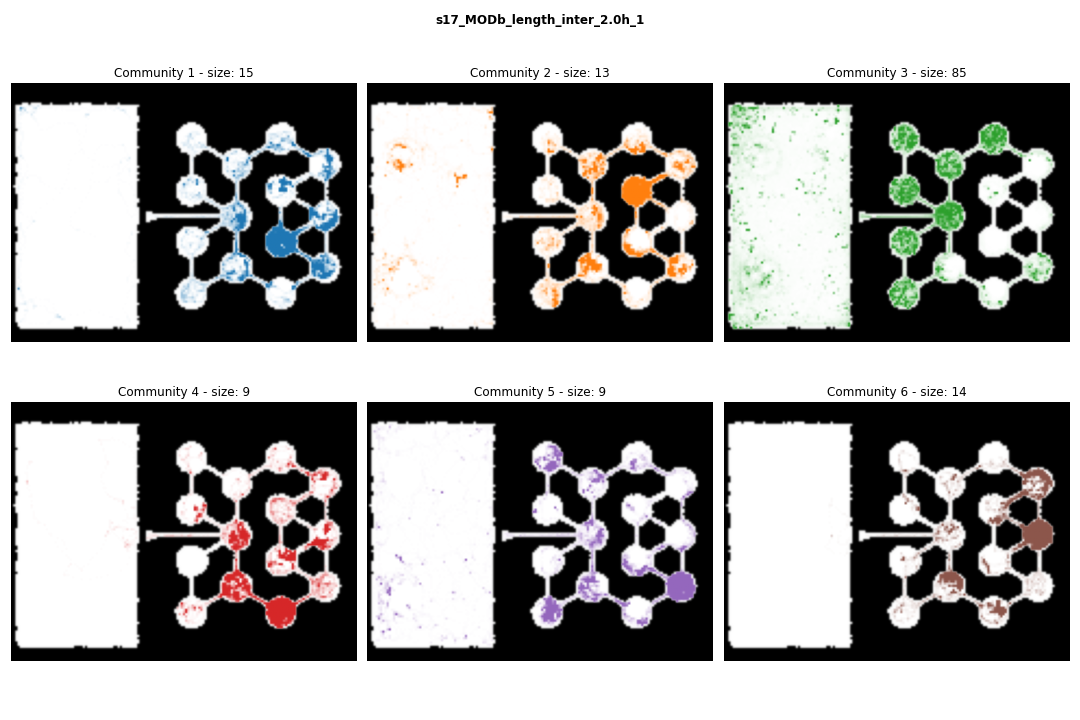 s17_MODb_length_inter_2.0h_1
Community 1 - size: 15
Community 2 - size: 13
Community 3 - size: 85
Community 4 - size: 9
Community 5 - size: 9
Community 6 - size: 14